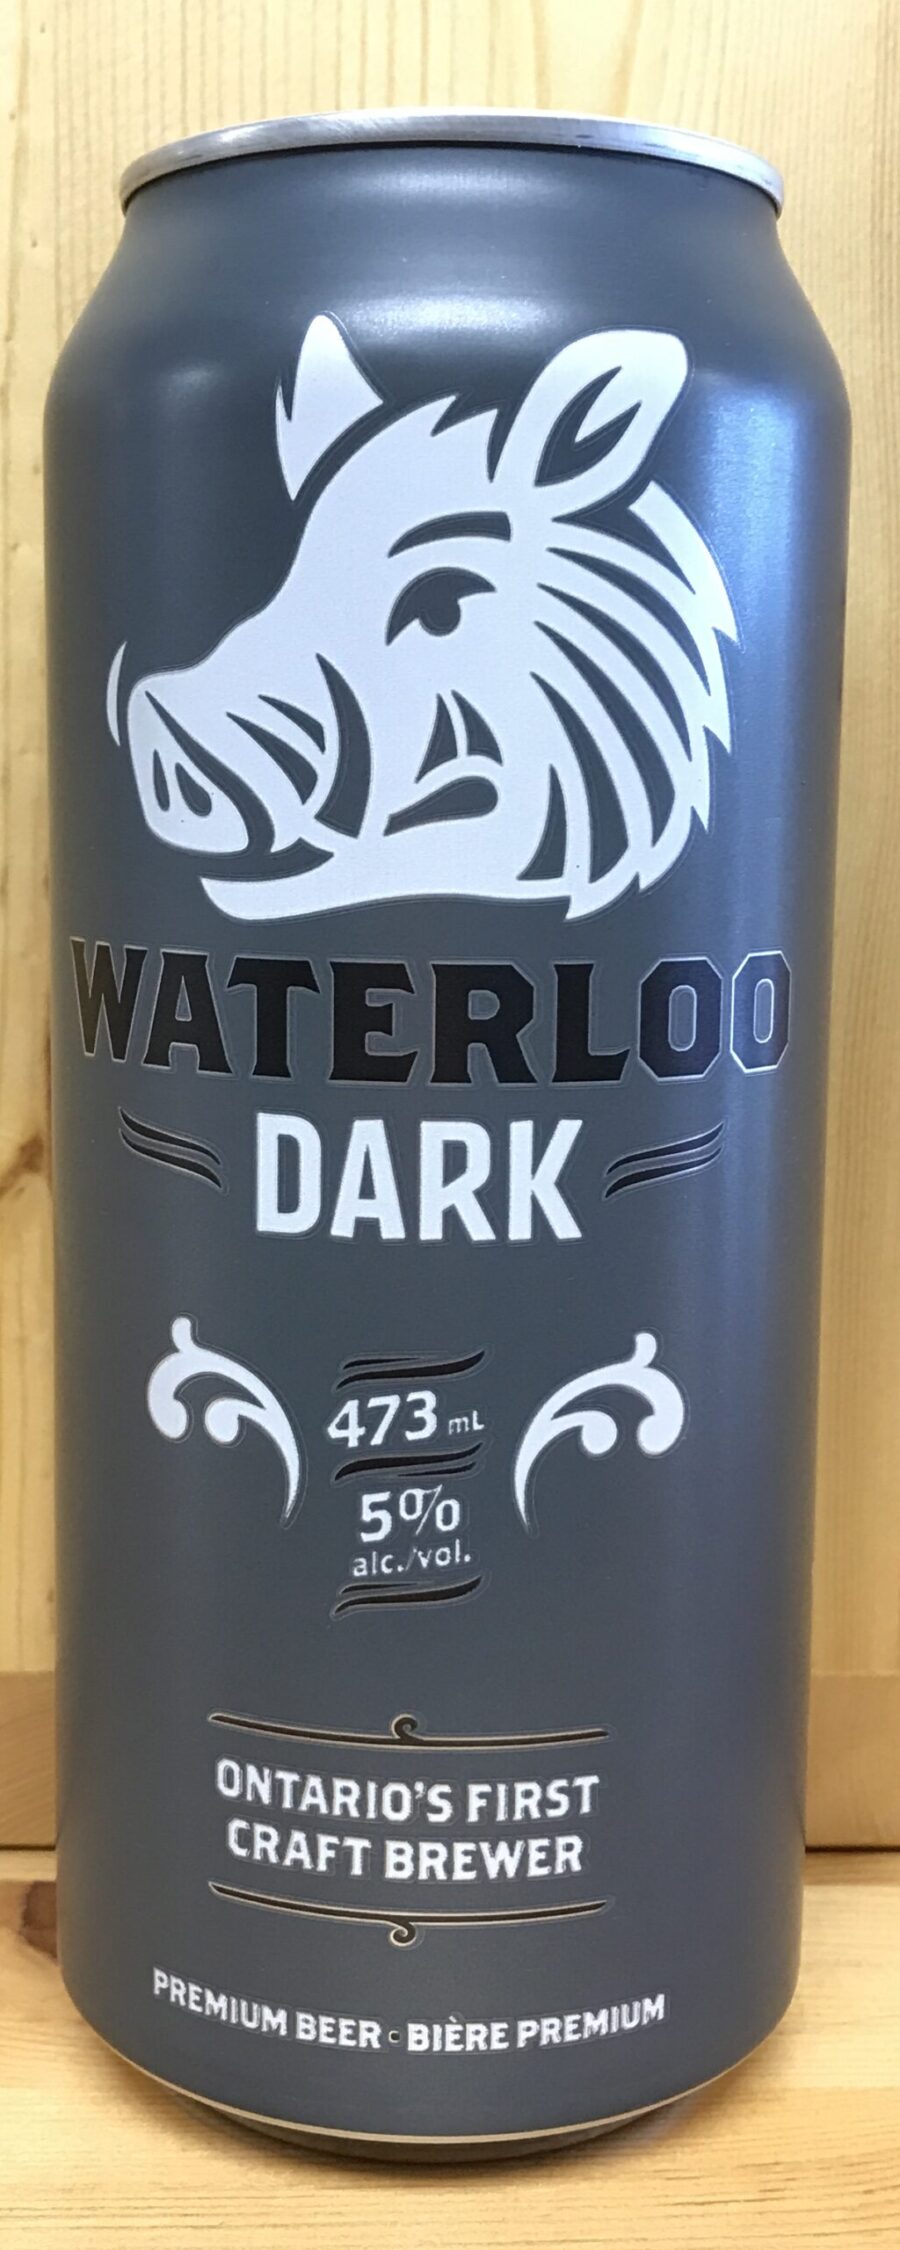 WATERLOO
DARK
473 mL
5%
alc./vol.
ONTARIO'S FIRST
CRAFT BREWER
PREMIUM BEER • BIÈRE PREMIUM